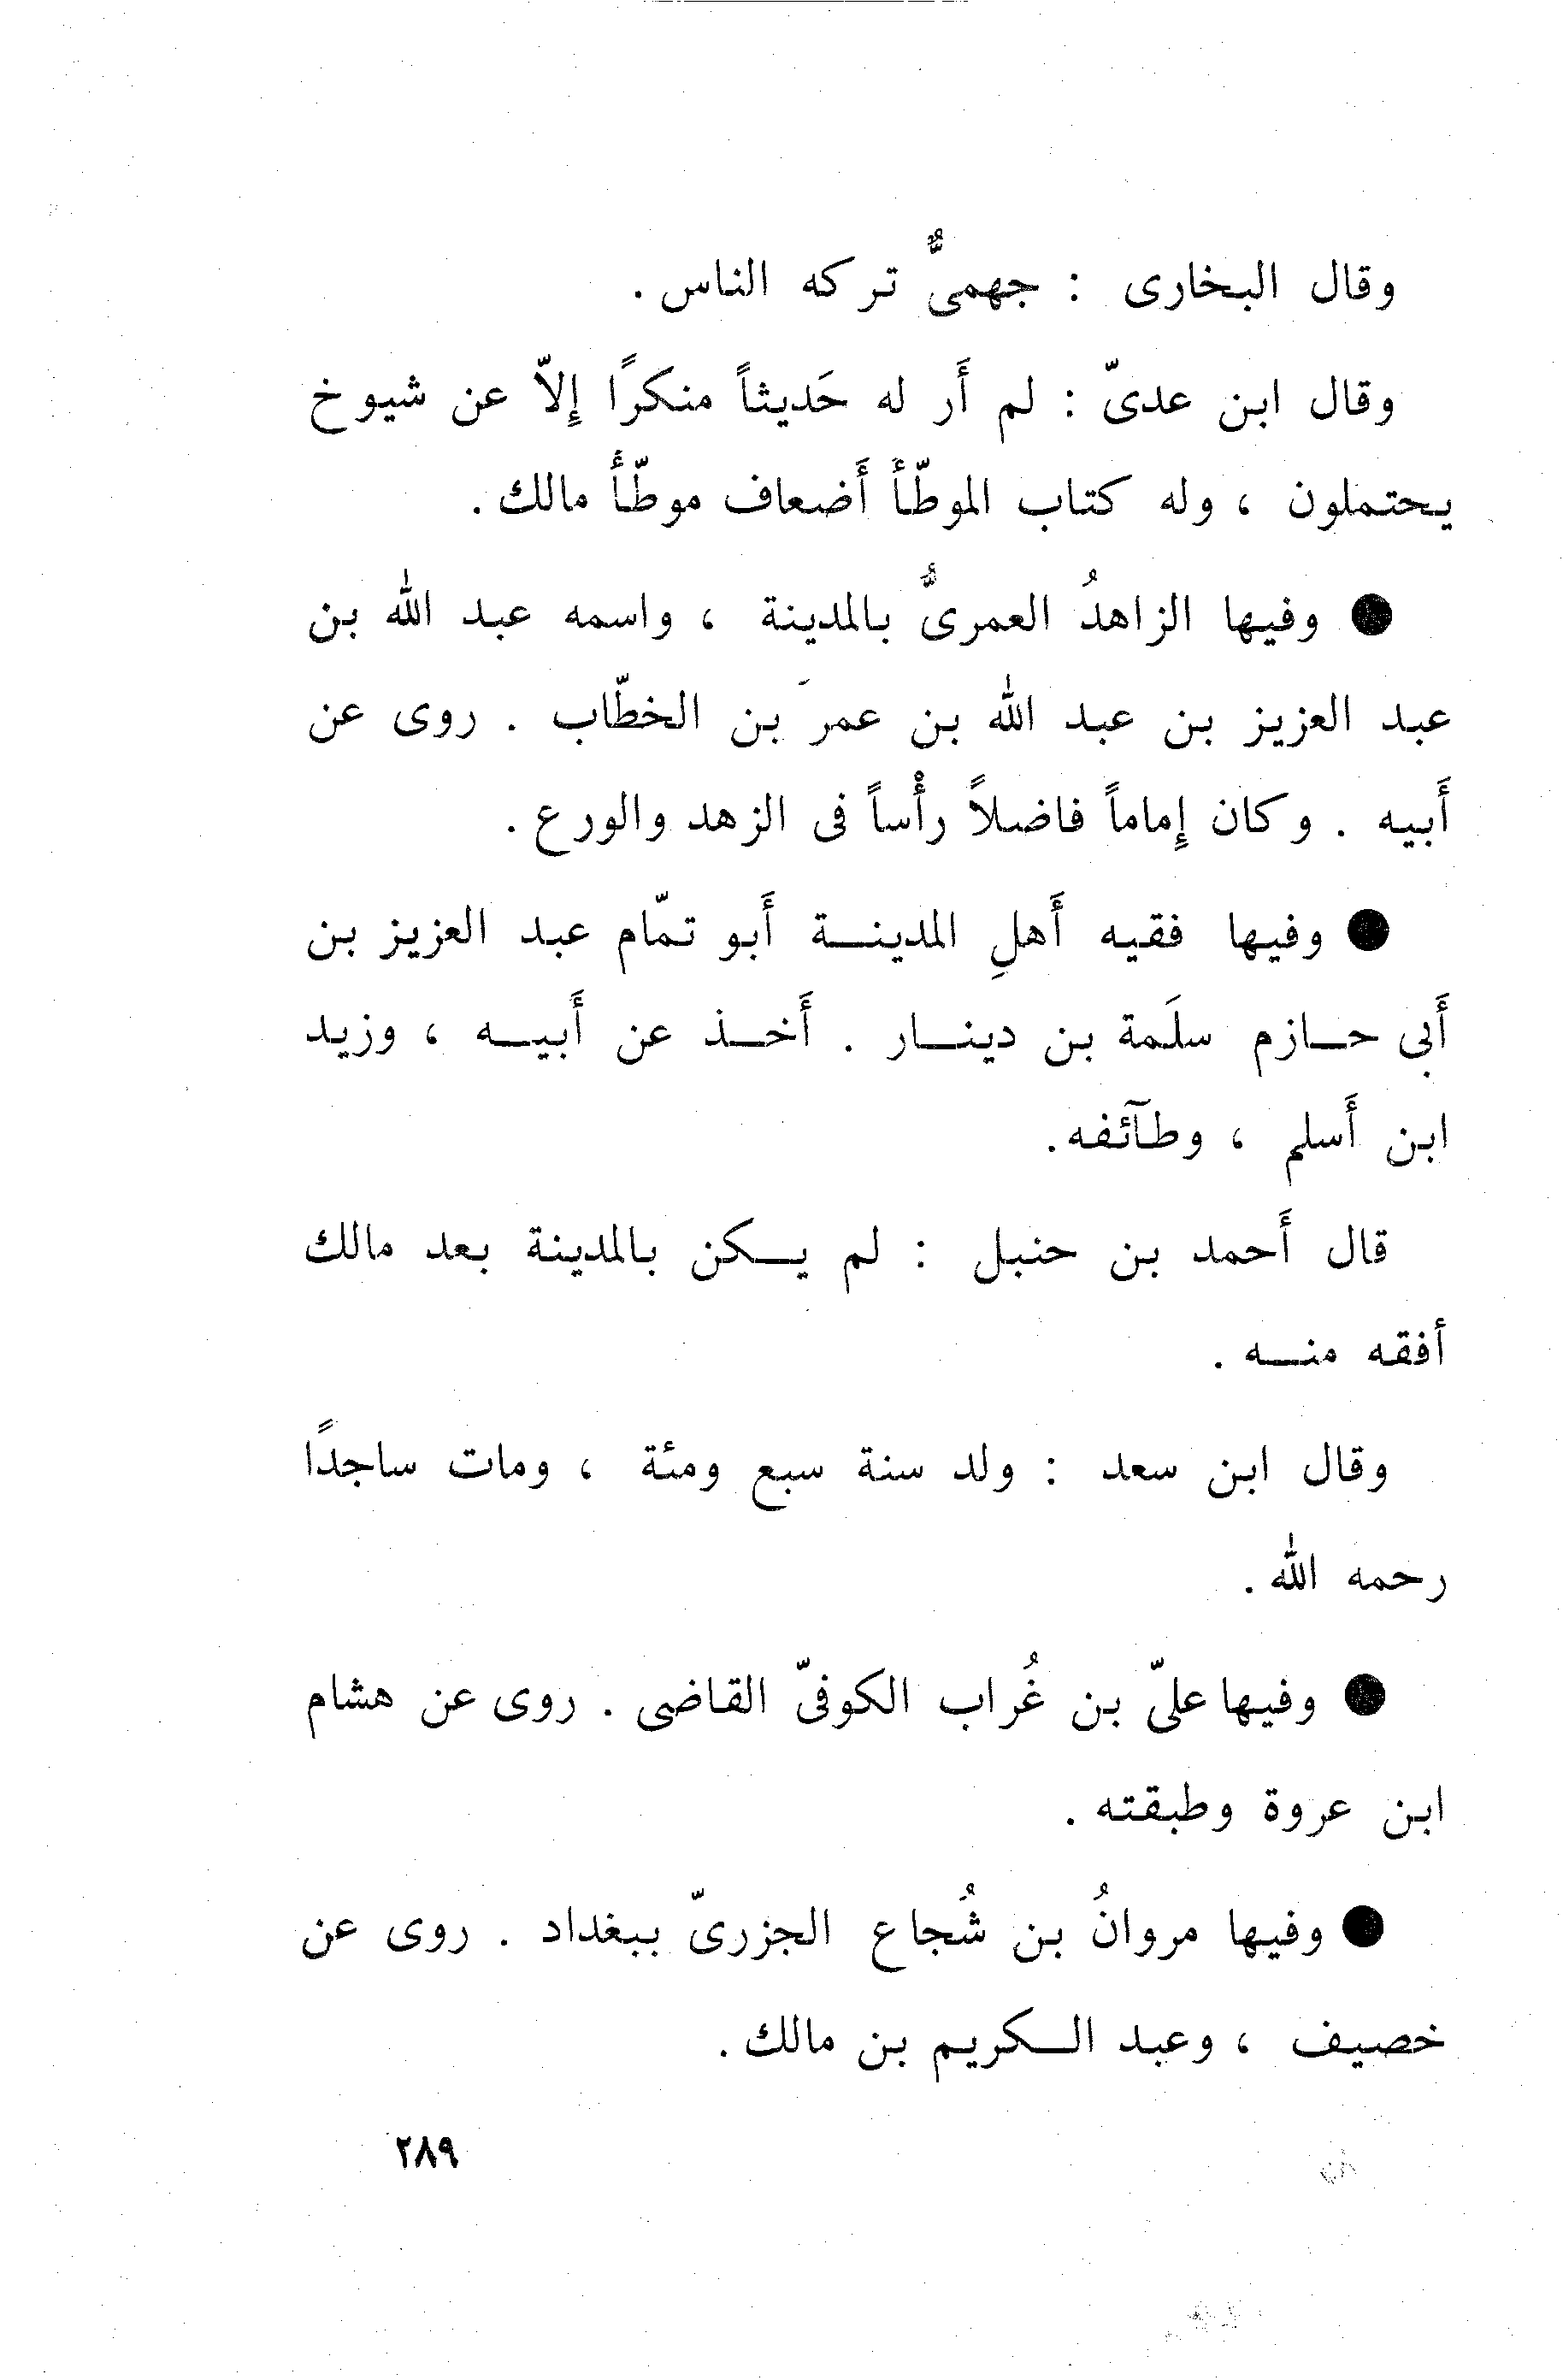 وقال البخارى : جهمىٌّ تركه الناس .
وقال ابن عدىّ : لم أَر له حَديثاً منكرًا إِلاّ عن شيوخ
يحتملون ، وله كتاب الموطّأ أَضعاف موطّأ مالك .
● وفيها الزاهدُ العمرىٌّ بالمدينة ، واسمه عبد الله بن
عبد العزيز بن عبد الله بن عمرَ بن الخطّاب . روى عن
أَبيه . وكان إِماماً فاضلاً رأْساً فى الزهد والورع .
● وفيها فقيه أَهلِ المدينة أَبو تمّام عبد العزيز بن
أَبى حازم سلَمة بن دينار . أَخذ عن أَبيه ، وزيد
ابن أَسلم ، وطآئفه .
قال أَحمد بن حنبل : لم يكن بالمدينة بعد مالك
أفقه منه .
وقال ابن سعد : ولد سنة سبع ومئة ، ومات ساجدًا
رحمه الله .
● وفيها علىّ بن غُراب الكوفىّ القاضى . روى عن هشام
ابن عروة وطبقته .
● وفيها مروانُ بن شُجاع الجزرىّ ببغداد . روى عن
خصيف ، وعبد الكريم بن مالك .
٢٨٩